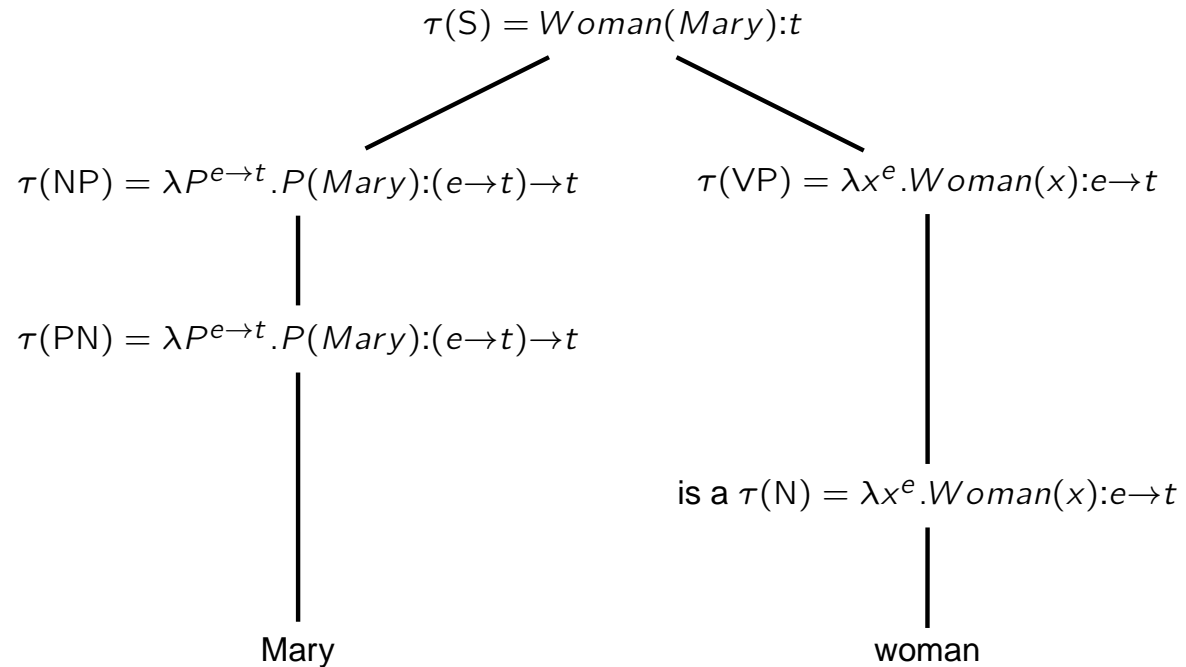 τ(S) = Woman(Mary):t
τ(NP) = λP^{e→t}.P(Mary):(e→t)→t
τ(VP) = λx^e.Woman(x):e→t
τ(PN) = λP^{e→t}.P(Mary):(e→t)→t
is a τ(N) = λx^e.Woman(x):e→t
Mary
woman